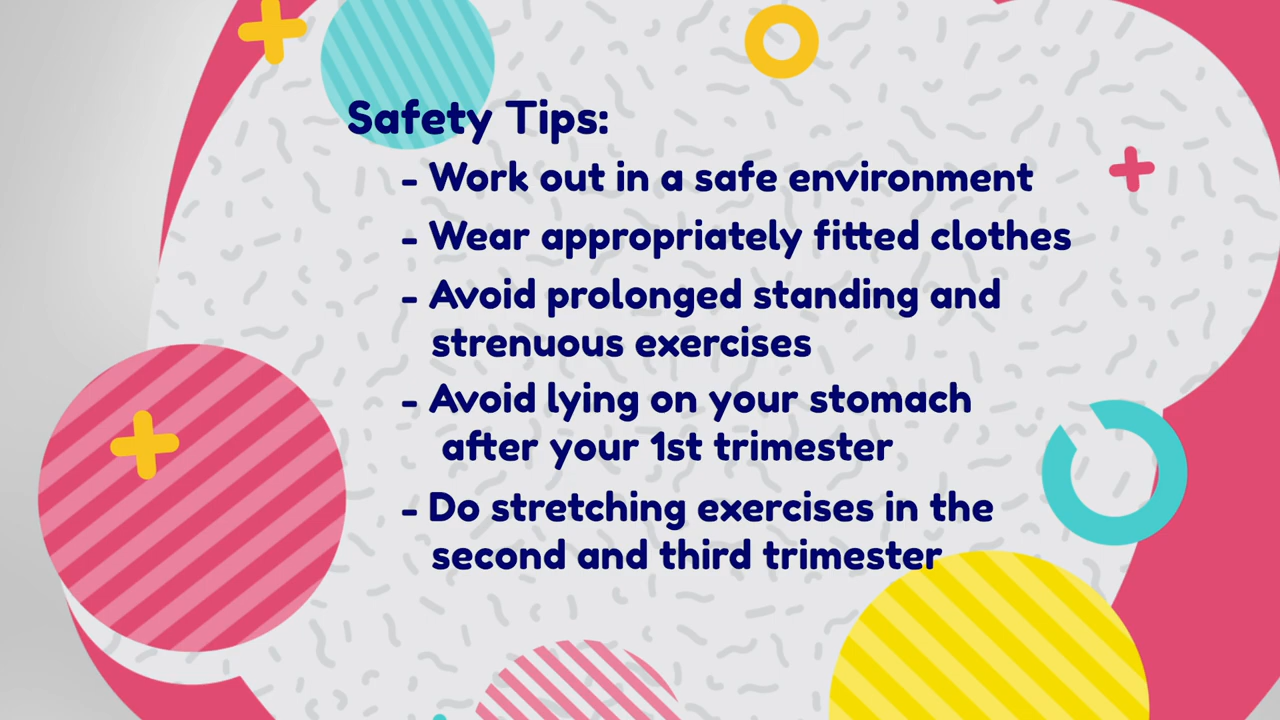 Safety Tips:
- Work out in a safe environment
- Wear appropriately fitted clothes
- Avoid prolonged standing and
strenuous exercises
- Avoid lying on your stomach
after your 1st trimester
- Do stretching exercises in the
second and third trimester